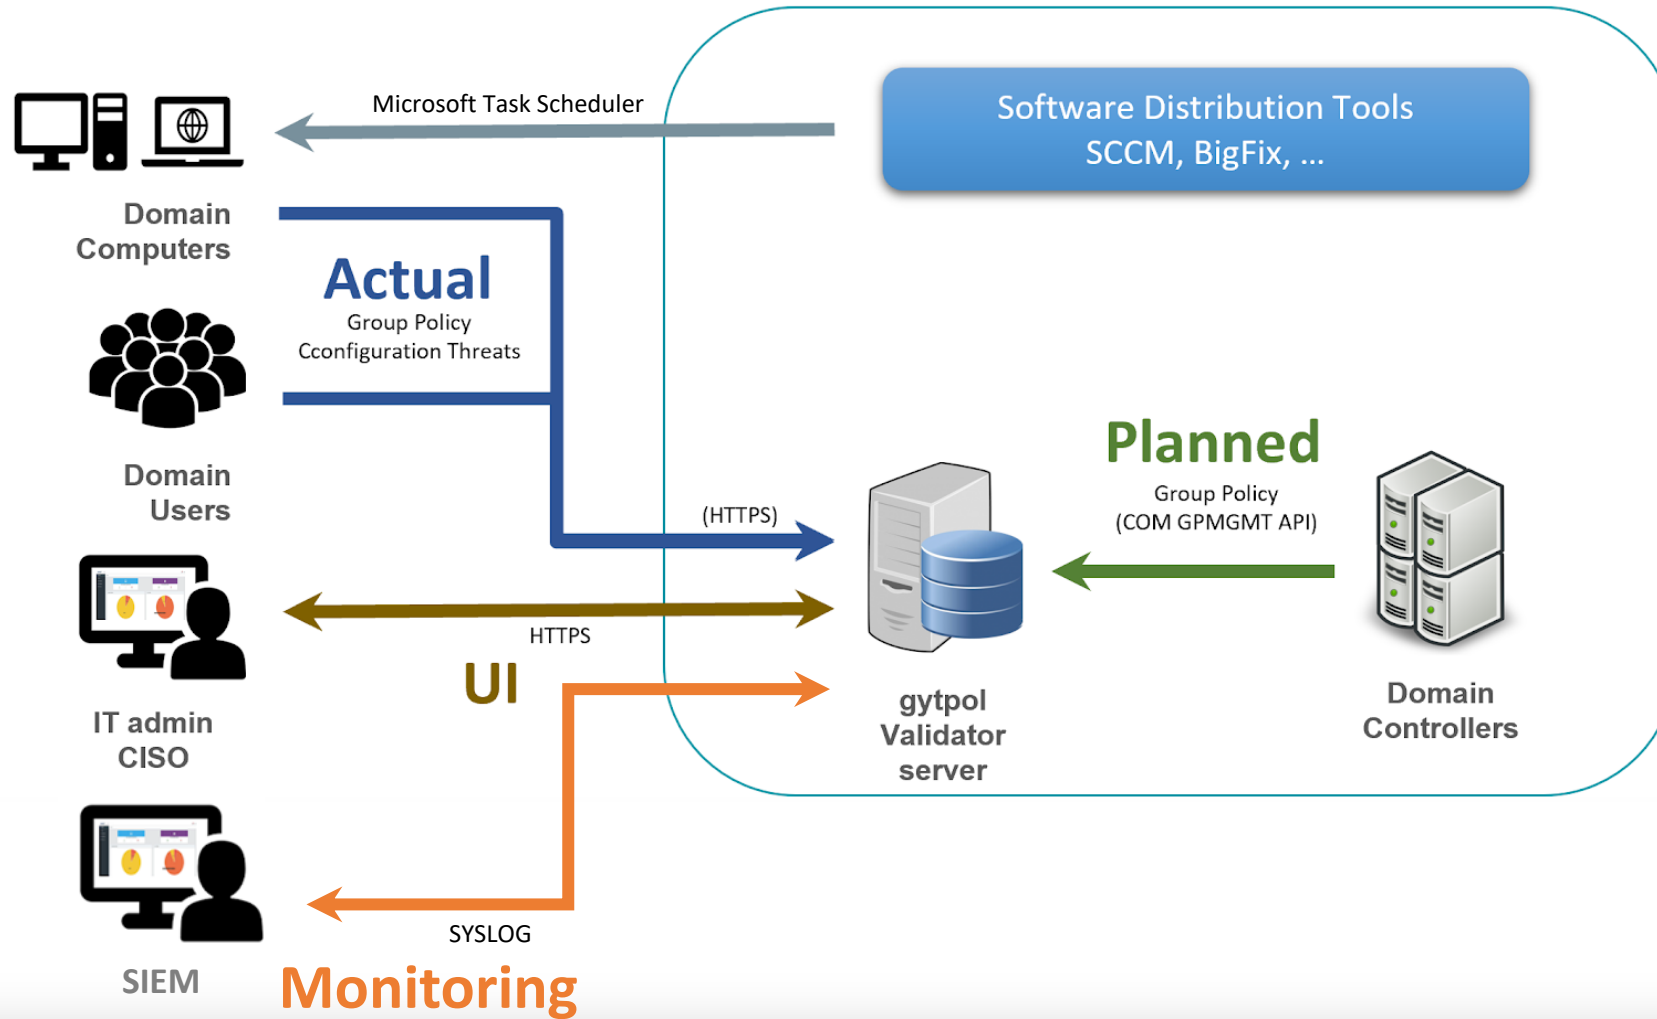 Microsoft Task Scheduler
Software Distribution Tools
SCCM, BigFix, ...
Domain
Computers
Actual
Group Policy
Cconfiguration Threats
Domain
Users
(HTTPS)
Planned
Group Policy
(COM GPMGMT API)
HTTPS
UI
IT admin
CISO
gytpol
Validator
server
Domain
Controllers
SYSLOG
SIEM
Monitoring